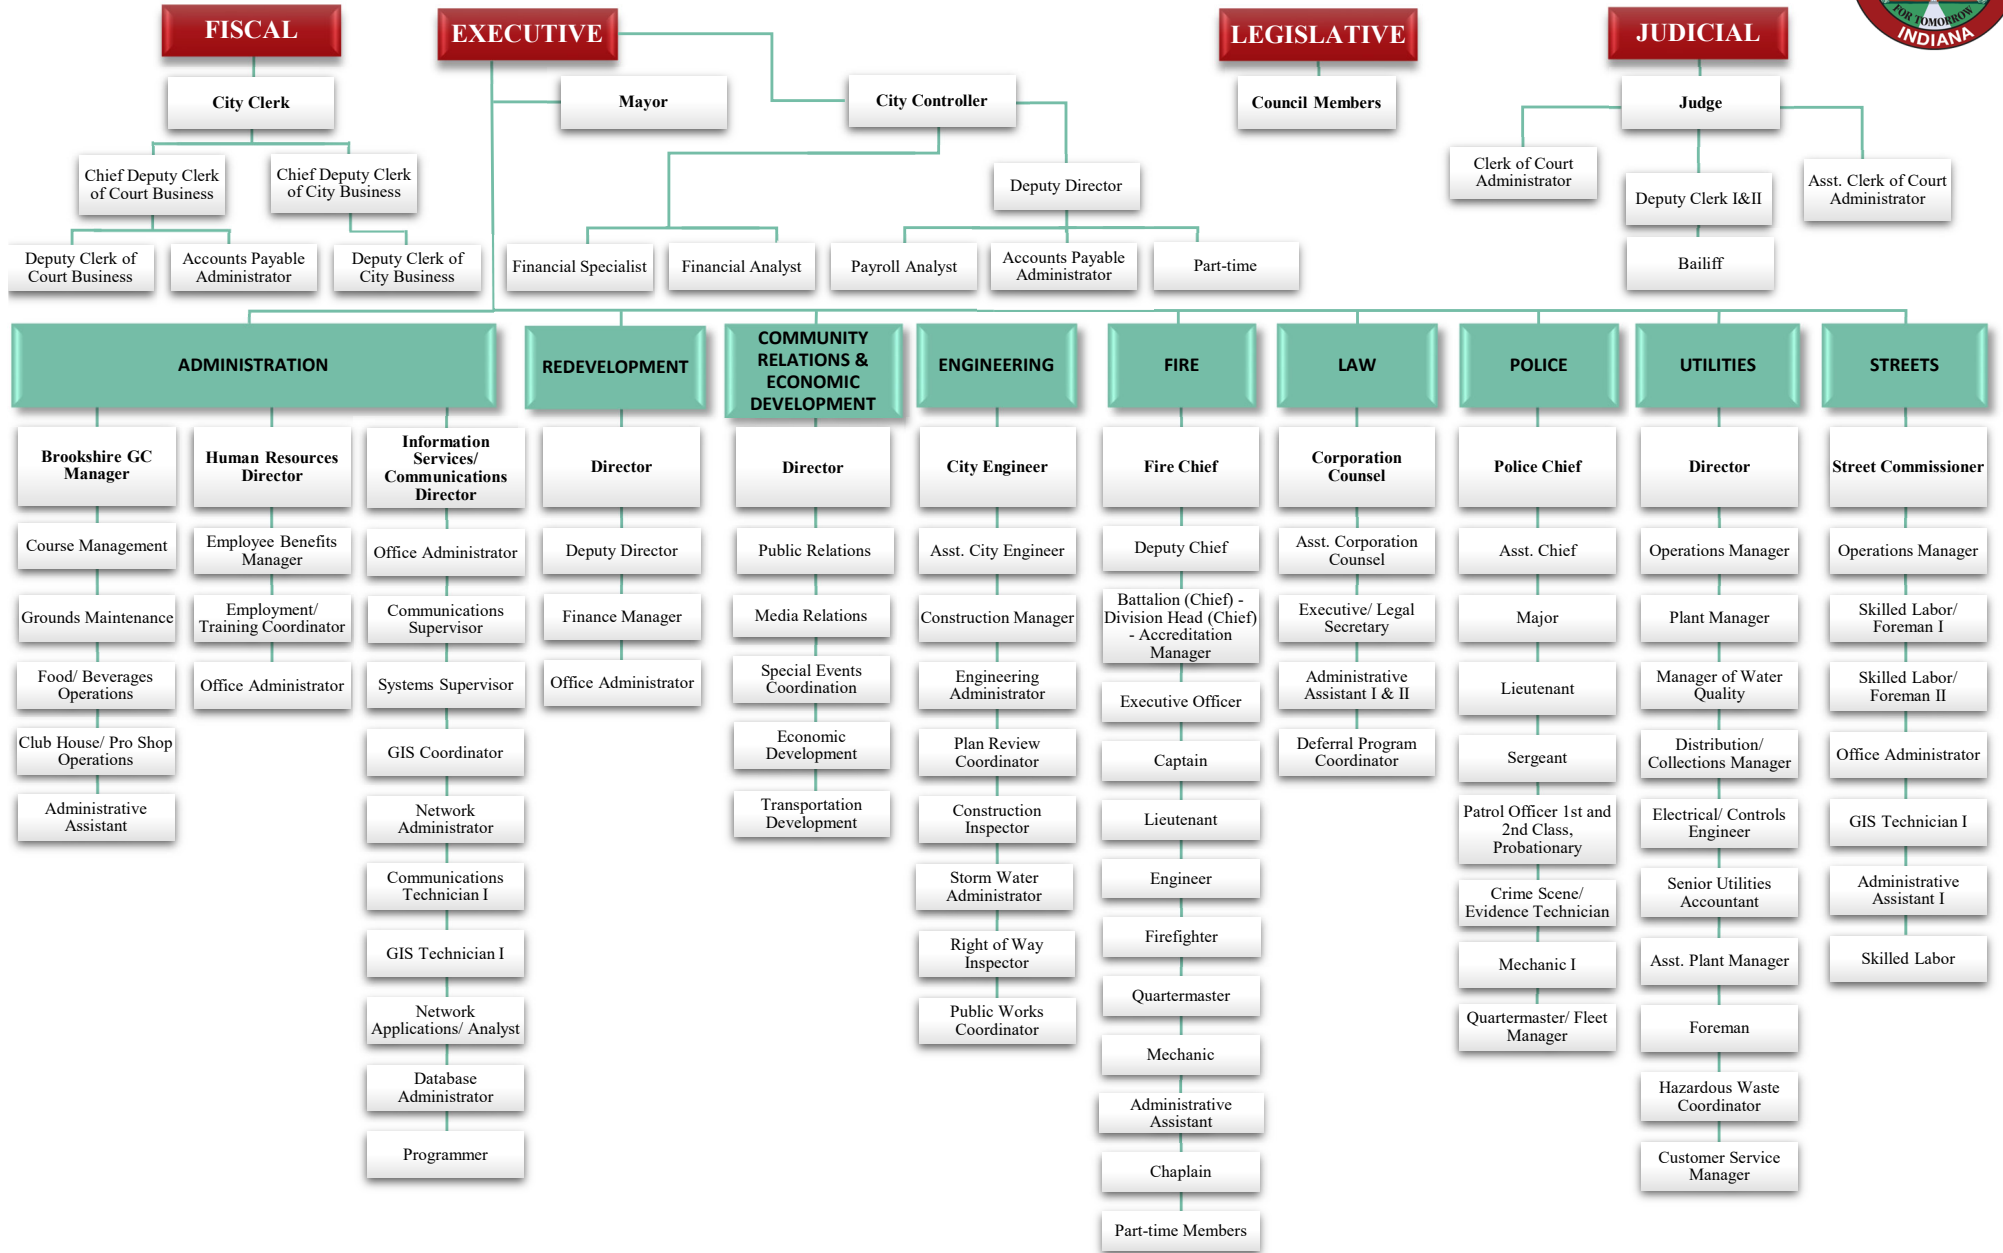 FISCAL
EXECUTIVE
LEGISLATIVE
JUDICIAL
FOR TOMORROW
INDIANA
City Clerk
Mayor
City Controller
Council Members
Judge
Chief Deputy Clerk
of Court Business
Chief Deputy Clerk
of City Business
Deputy Director
Clerk of Court
Administrator
Deputy Clerk I&II
Asst. Clerk of Court
Administrator
Deputy Clerk of
Court Business
Accounts Payable
Administrator
Deputy Clerk of
City Business
Financial Specialist
Financial Analyst
Payroll Analyst
Accounts Payable
Administrator
Part-time
Bailiff
ADMINISTRATION
REDEVELOPMENT
COMMUNITY
RELATIONS &
ECONOMIC
DEVELOPMENT
ENGINEERING
FIRE
LAW
POLICE
UTILITIES
STREETS
Brookshire GC
Manager
Course Management
Grounds Maintenance
Food/ Beverages
Operations
Club House/ Pro Shop
Operations
Administrative
Assistant
Human Resources
Director
Employee Benefits
Manager
Employment/
Training Coordinator
Office Administrator
Information
Services/
Communications
Director
Office Administrator
Communications
Supervisor
Systems Supervisor
GIS Coordinator
Network
Administrator
Communications
Technician I
GIS Technician I
Network
Applications/ Analyst
Database
Administrator
Programmer
Director
Deputy Director
Finance Manager
Office Administrator
Director
Public Relations
Media Relations
Special Events
Coordination
Economic
Development
Transportation
Development
City Engineer
Asst. City Engineer
Construction Manager
Engineering
Administrator
Plan Review
Coordinator
Construction
Inspector
Storm Water
Administrator
Right of Way
Inspector
Public Works
Coordinator
Fire Chief
Deputy Chief
Battalion (Chief) -
Division Head (Chief)
- Accreditation
Manager
Executive Officer
Captain
Lieutenant
Engineer
Firefighter
Quartermaster
Mechanic
Administrative
Assistant
Chaplain
Part-time Members
Corporation
Counsel
Asst. Corporation
Counsel
Executive/ Legal
Secretary
Administrative
Assistant I & II
Deferral Program
Coordinator
Police Chief
Asst. Chief
Major
Lieutenant
Sergeant
Patrol Officer 1st and
2nd Class,
Probationary
Crime Scene/
Evidence Technician
Mechanic I
Quartermaster/ Fleet
Manager
Director
Operations Manager
Plant Manager
Manager of Water
Quality
Distribution/
Collections Manager
Electrical/ Controls
Engineer
Senior Utilities
Accountant
Asst. Plant Manager
Foreman
Hazardous Waste
Coordinator
Customer Service
Manager
Street Commissioner
Operations Manager
Skilled Labor/
Foreman I
Skilled Labor/
Foreman II
Office Administrator
GIS Technician I
Administrative
Assistant I
Skilled Labor